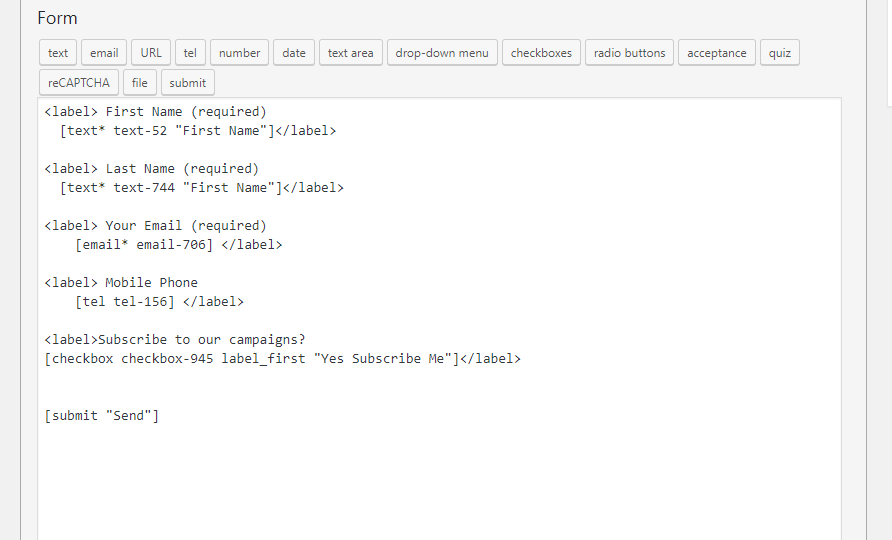 Form
text email URL tel number date text area drop-down menu checkboxes radio buttons acceptance quiz
reCAPTCHA file submit
<label> First Name (required)
[text* text-52 "First Name"]</label>
<label> Last Name (required)
[text* text-744 "First Name"]</label>
<label> Your Email (required)
[email* email-706] </label>
<label> Mobile Phone
[tel tel-156] </label>
<label>Subscribe to our campaigns?
[checkbox checkbox-945 label_first "Yes Subscribe Me"]</label>
[submit "Send"]